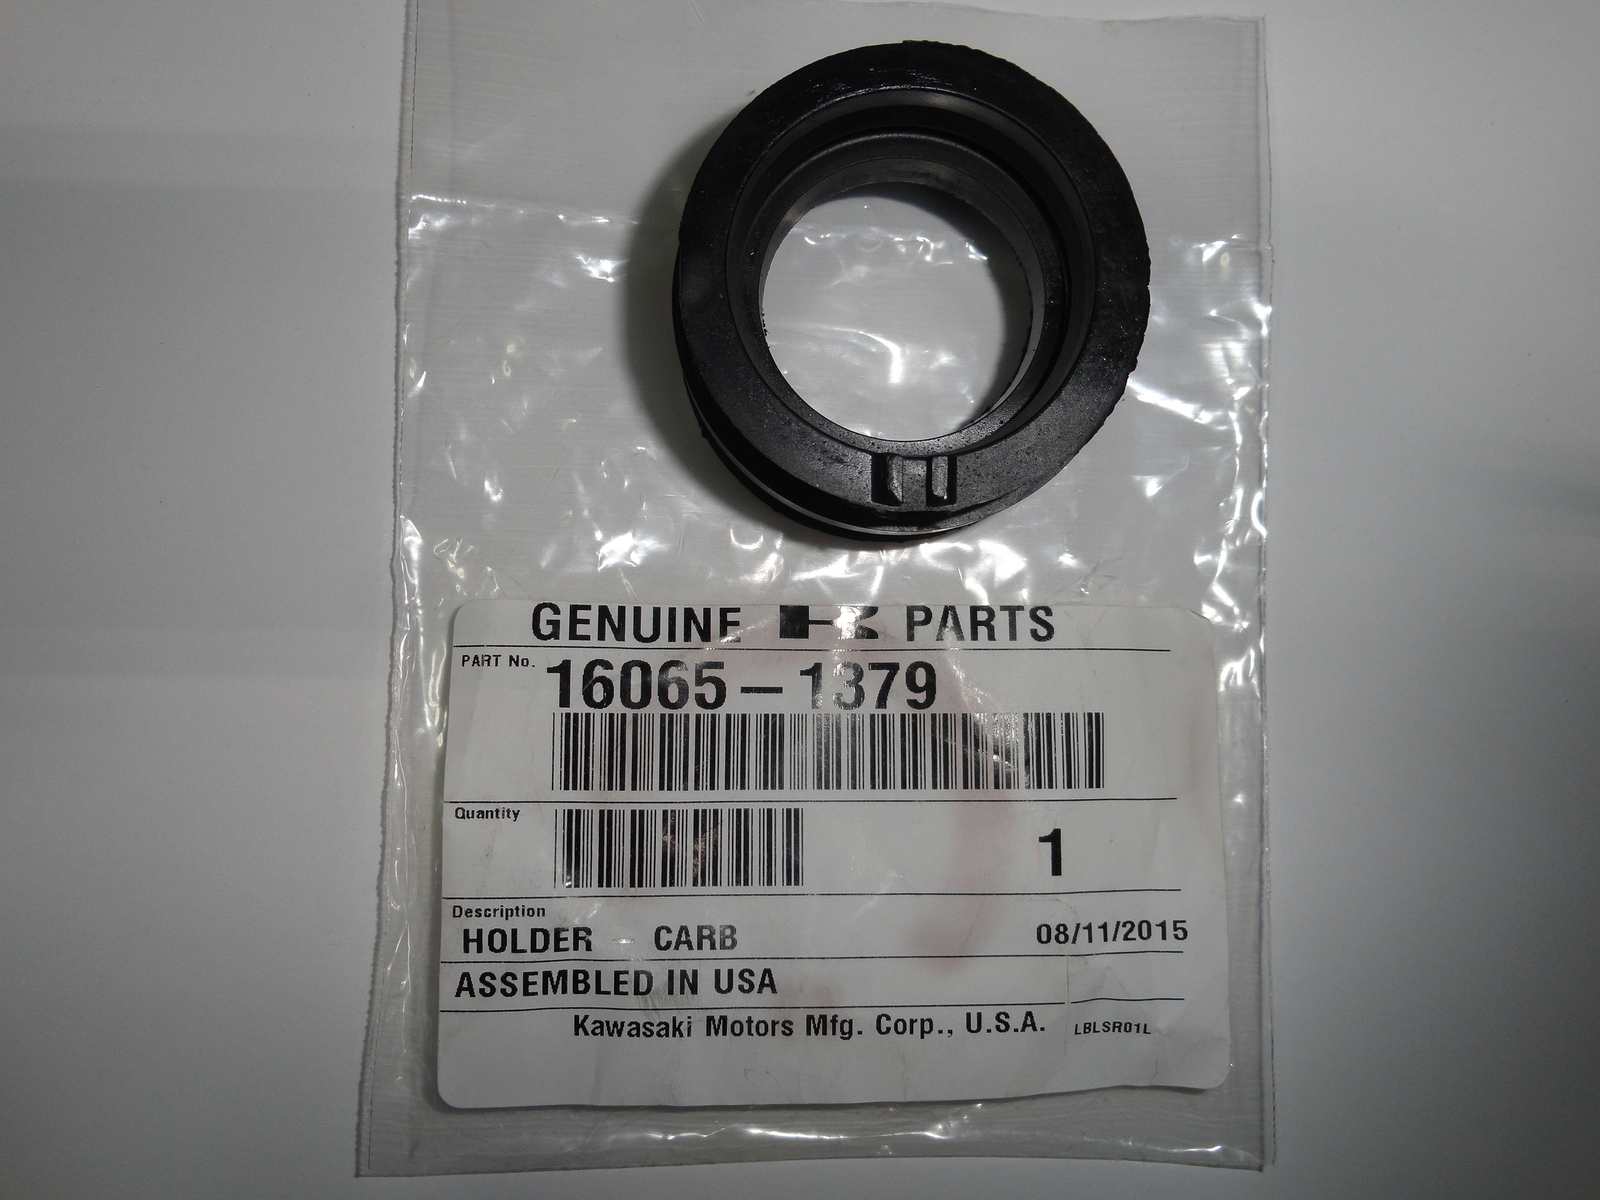 GENUINE K PARTS
PART No. 16065-1379
Quantity
1
Description
HOLDER - CARB 08/11/2015
ASSEMBLED IN USA
Kawasaki Motors Mfg. Corp., U.S.A. LBLSR01L